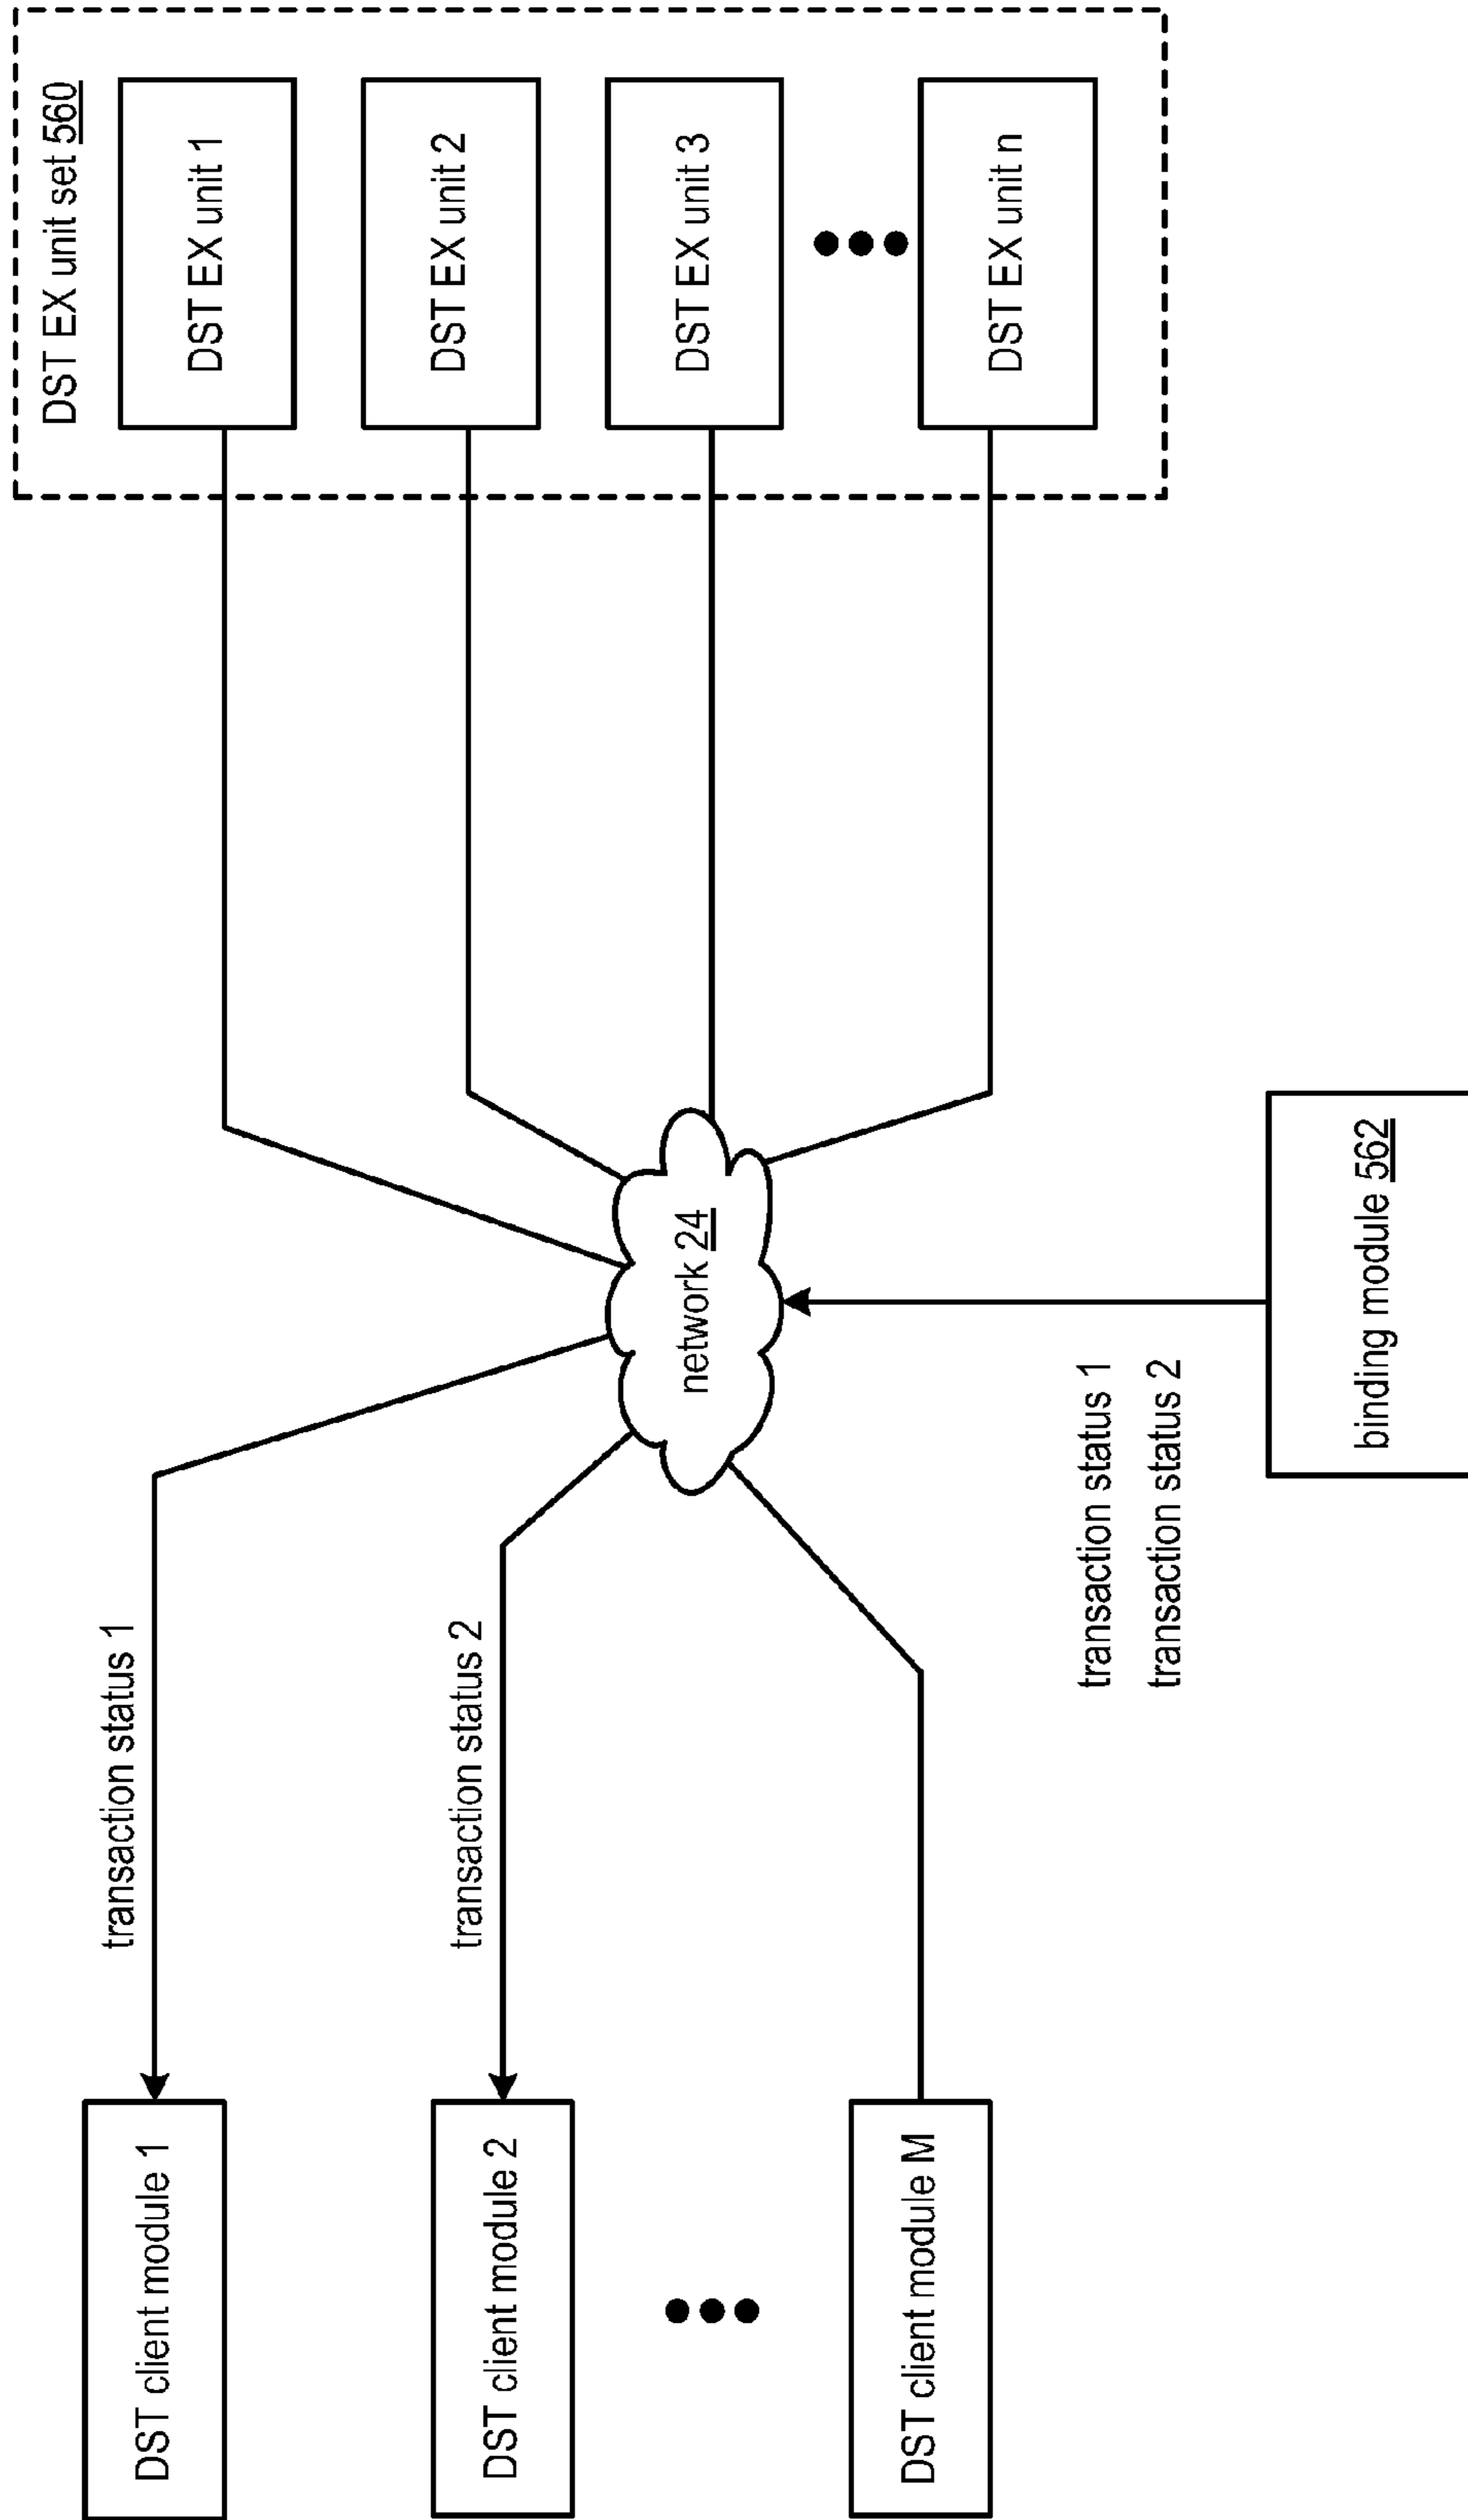 DST client module 1
transaction status 1
DST EX unit set 560
DST EX unit 1
DST client module 2
transaction status 2
DST EX unit 2
network 24
DST EX unit 3
DST client module M
DST EX unit n
transaction status 1
transaction status 2
binding module 562